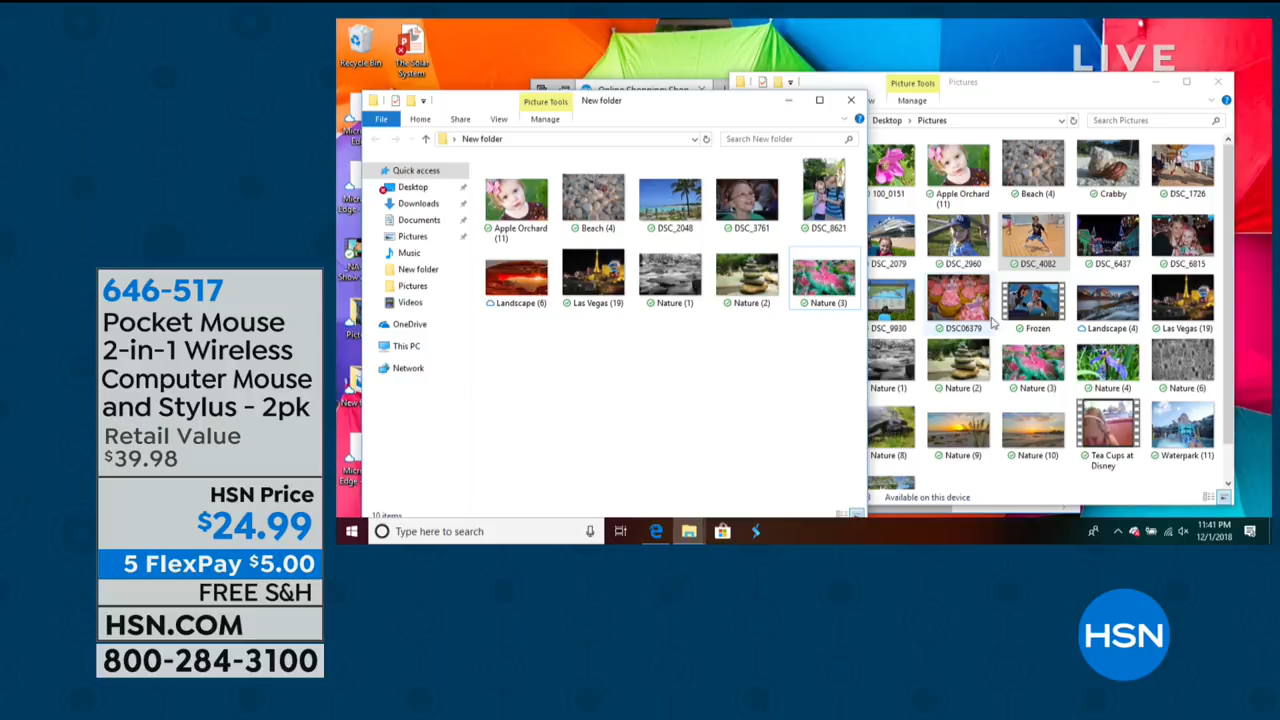 646-517
Pocket Mouse
2-in-1 Wireless
Computer Mouse
and Stylus - 2pk
Retail Value
$39.98
HSN Price
$24.99
5 FlexPay $5.00
FREE S&H
HSN.COM
800-284-3100
LIVE
Recycle Bin
The Solar
System
Picture Tools
New folder
File
Home
Share
View
Manage
New folder
Search New folder
Quick access
Desktop
Downloads
Documents
Pictures
Music
New folder
Pictures
Videos
OneDrive
This PC
Network
Apple Orchard
(11)
Beach (4)
DSC_2048
DSC_3761
DSC_8621
Landscape (6)
Las Vegas (19)
Nature (1)
Nature (2)
Nature (3)
10 items
Picture Tools
Pictures
Manage
Desktop
Pictures
Search Pictures
100_0151
Apple Orchard
(11)
Beach (4)
Crabby
DSC_1726
DSC_2079
DSC_2960
DSC_4082
DSC_6437
DSC_6815
DSC_9930
DSC06379
Frozen
Landscape (4)
Las Vegas (19)
Nature (1)
Nature (2)
Nature (3)
Nature (4)
Nature (6)
Nature (8)
Nature (9)
Nature (10)
Tea Cups at
Disney
Waterpark (11)
Available on this device
Type here to search
11:41 PM
12/1/2018
HSN